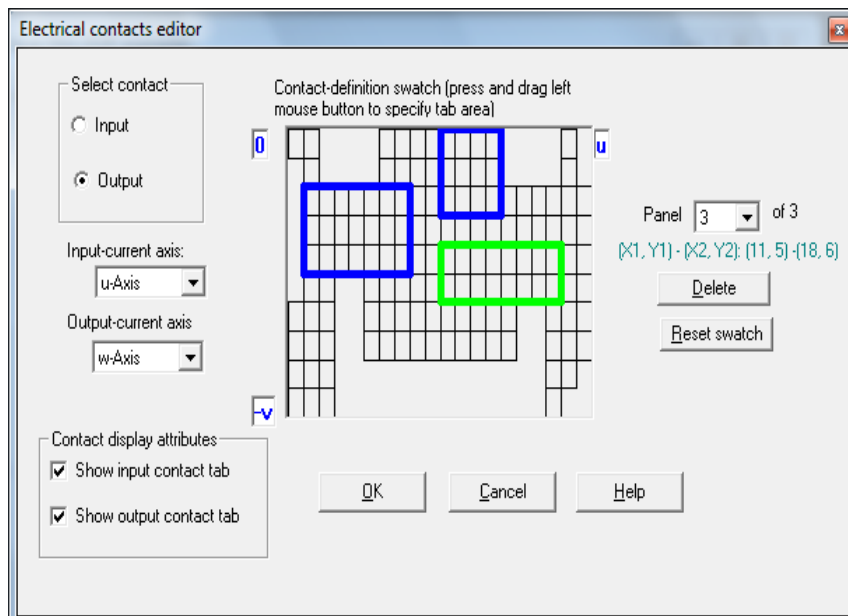 Electrical contacts editor
Select contact
Input
Output
Input-current axis:
u-Axis
Output-current axis
w-Axis
Contact display attributes
Show input contact tab
Show output contact tab
Contact-definition swatch (press and drag left
mouse button to specify tab area)
0
u
-v
Panel 3 of 3
(X1, Y1) - (X2, Y2): (11, 5) -(18, 6)
Delete
Reset swatch
OK
Cancel
Help